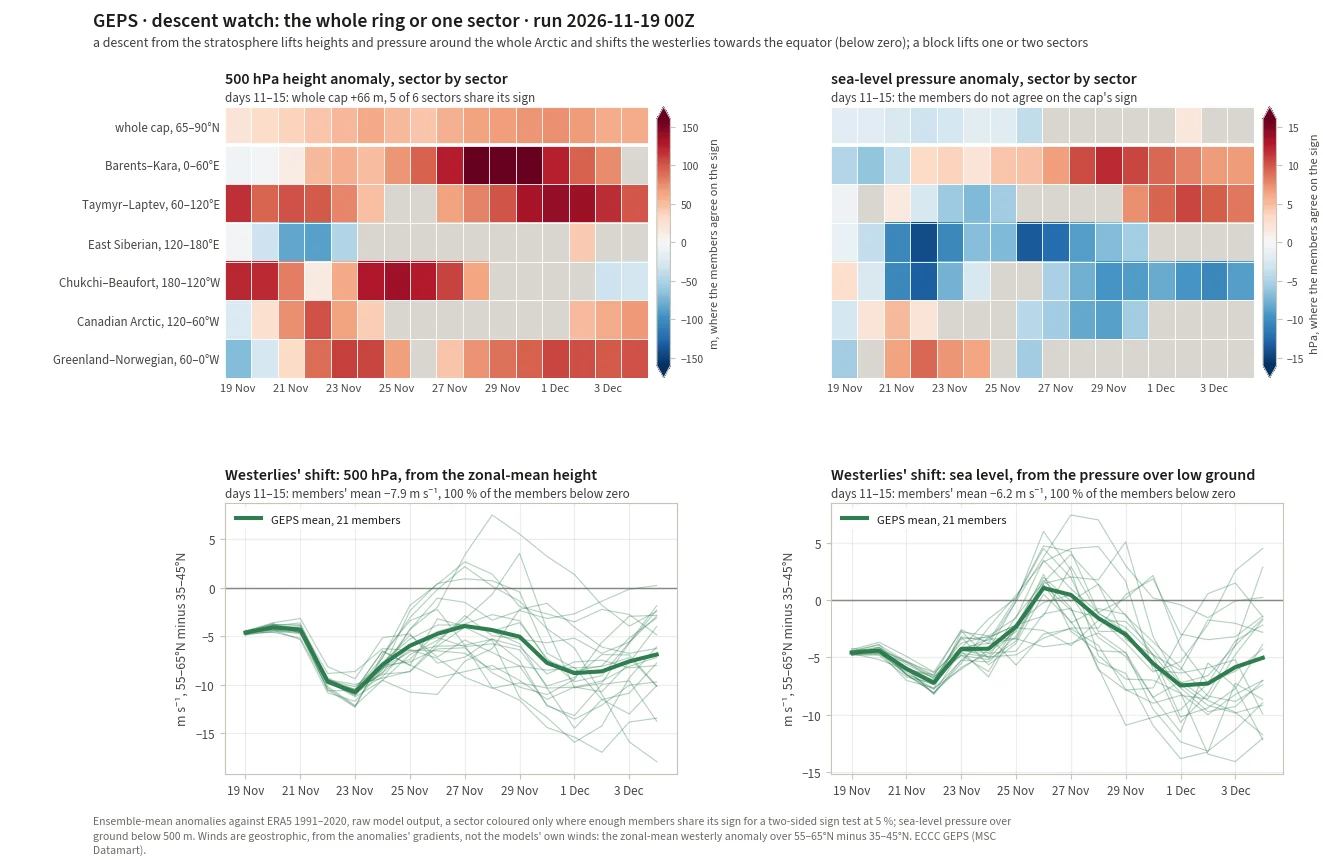 GEPS · descent watch: the whole ring or one sector · run 2026-11-19 00Z
a descent from the stratosphere lifts heights and pressure around the whole Arctic and shifts the westerlies towards the equator (below zero); a block lifts one or two sectors
500 hPa height anomaly, sector by sector
days 11–15: whole cap +66 m, 5 of 6 sectors share its sign
whole cap, 65–90°N
Barents–Kara, 0–60°E
Taymyr–Laptev, 60–120°E
East Siberian, 120–180°E
Chukchi–Beaufort, 180–120°W
Canadian Arctic, 120–60°W
Greenland–Norwegian, 60–0°W
19 Nov 21 Nov 23 Nov 25 Nov 27 Nov 29 Nov 1 Dec 3 Dec
150
100
50
0
−50
−100
−150
m, where the members agree on the sign
sea-level pressure anomaly, sector by sector
days 11–15: the members do not agree on the cap's sign
19 Nov 21 Nov 23 Nov 25 Nov 27 Nov 29 Nov 1 Dec 3 Dec
15
10
5
0
−5
−10
−15
hPa, where the members agree on the sign
Westerlies' shift: 500 hPa, from the zonal-mean height
days 11–15: members' mean −7.9 m s⁻¹, 100 % of the members below zero
GEPS mean, 21 members
m s⁻¹, 55–65°N minus 35–45°N
5
0
−5
−10
−15
19 Nov 21 Nov 23 Nov 25 Nov 27 Nov 29 Nov 1 Dec 3 Dec
Westerlies' shift: sea level, from the pressure over low ground
days 11–15: members' mean −6.2 m s⁻¹, 100 % of the members below zero
GEPS mean, 21 members
m s⁻¹, 55–65°N minus 35–45°N
5
0
−5
−10
−15
19 Nov 21 Nov 23 Nov 25 Nov 27 Nov 29 Nov 1 Dec 3 Dec
Ensemble-mean anomalies against ERA5 1991–2020, raw model output, a sector coloured only where enough members share its sign for a two-sided sign test at 5 %; sea-level pressure over
ground below 500 m. Winds are geostrophic, from the anomalies' gradients, not the models' own winds: the zonal-mean westerly anomaly over 55–65°N minus 35–45°N. ECCC GEPS (MSC
Datamart).